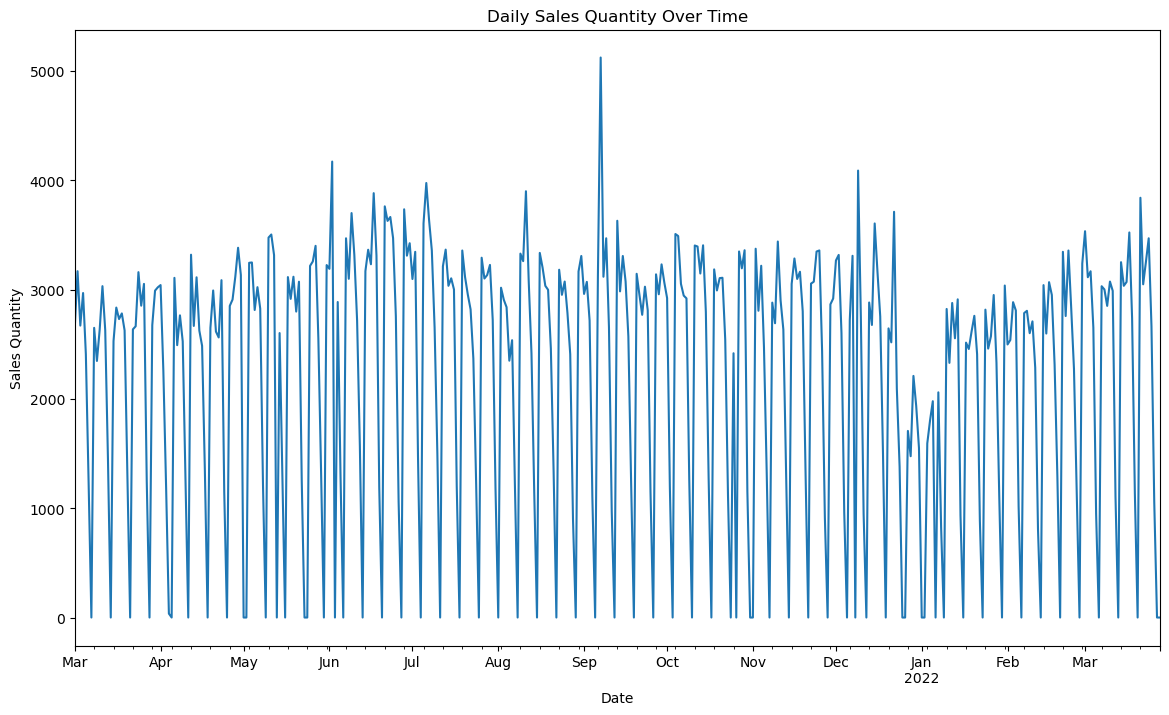 Daily Sales Quantity Over Time
Sales Quantity
5000
4000
3000
2000
1000
0
Mar Apr May Jun Jul Aug Sep Oct Nov Dec Jan Feb Mar
2022
Date